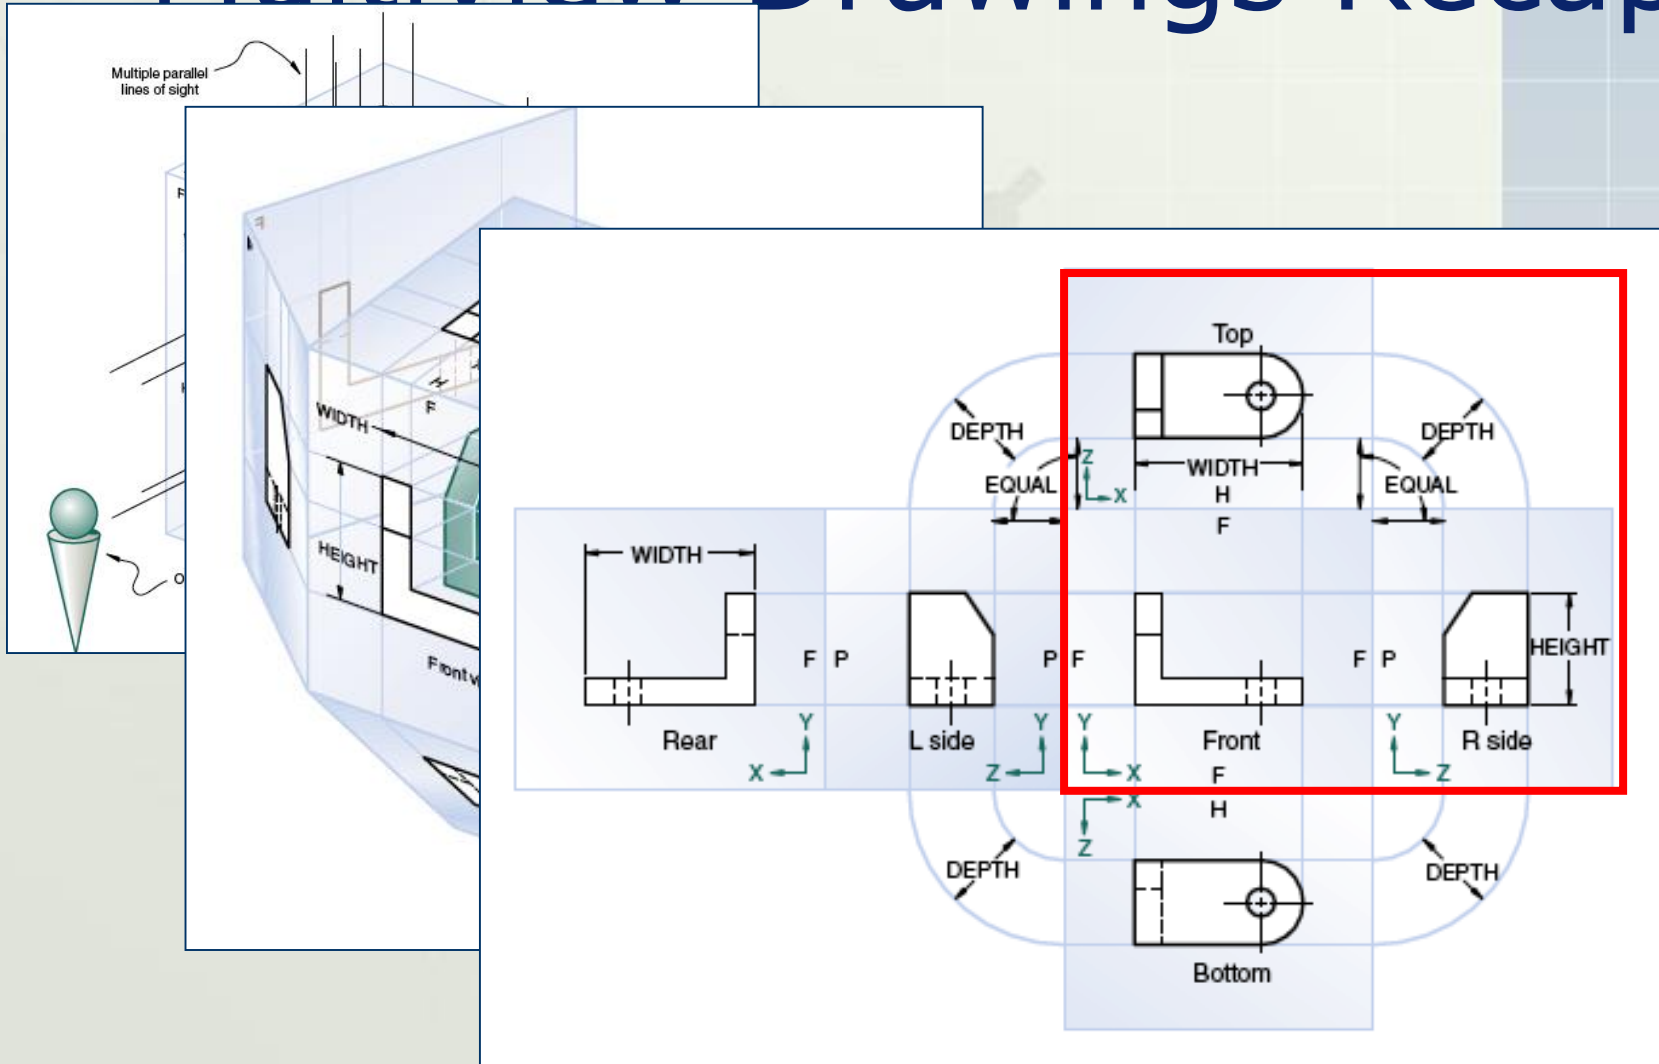 Multiview Drawings Recap
Multiple parallel
lines of sight
F
F
WIDTH
H
F
HEIGHT
Front v
O
Top
DEPTH
DEPTH
EQUAL
Z
X
WIDTH
EQUAL
H
F
WIDTH
HEIGHT
F P
P F
F P
Rear
Y
X
L side
Y
Z
Y
X
Front
Y
Z
R side
F
X
H
Z
DEPTH
DEPTH
Bottom